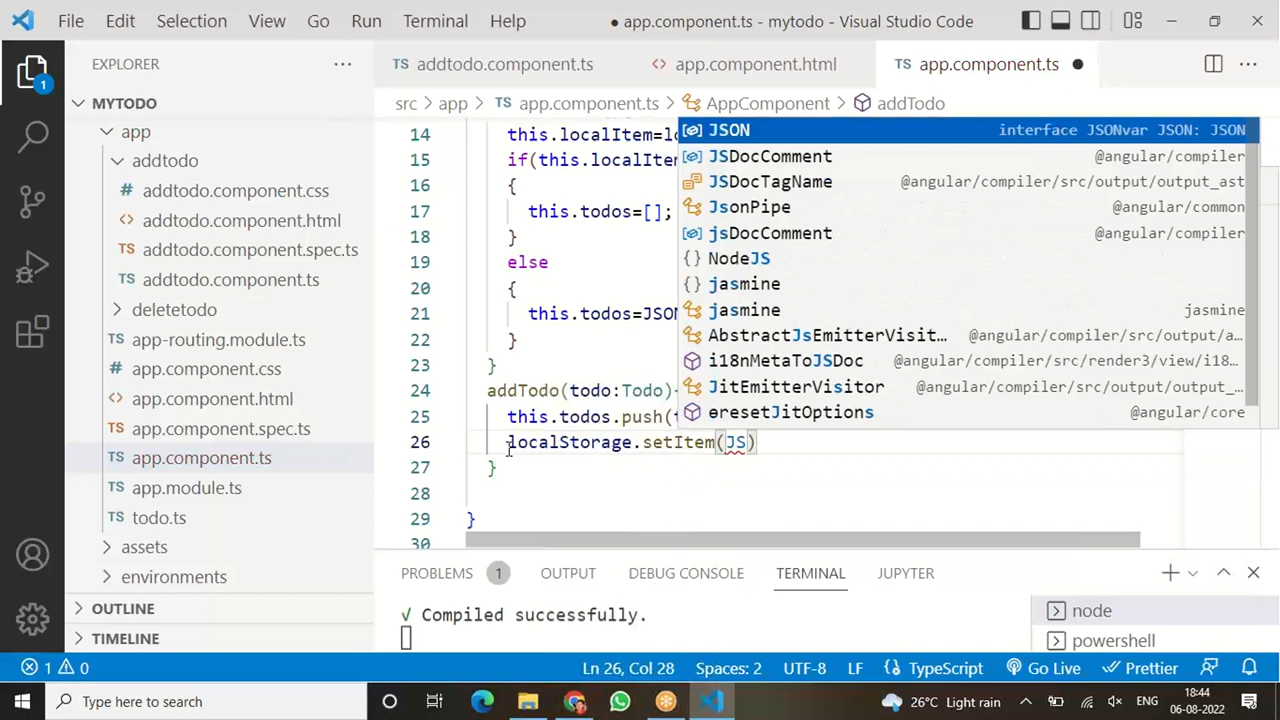 File Edit Selection View Go Run Terminal Help
● app.component.ts - mytodo - Visual Studio Code
EXPLORER
TS addtodo.component.ts
<> app.component.html
TS app.component.ts ●
src > app > TS app.component.ts > AppComponent > addTodo
MYTODO
app
addtodo
# addtodo.component.css
<> addtodo.component.html
TS addtodo.component.spec.ts
TS addtodo.component.ts
deletetodo
TS app-routing.module.ts
# app.component.css
<> app.component.html
TS app.component.spec.ts
TS app.component.ts
TS app.module.ts
TS todo.ts
assets
environments
OUTLINE
TIMELINE
1
14 this.localItem=lo
15 if(this.localIte
16 {
17 this.todos=[];
18 }
19 else
20 {
21 this.todos=JSON
22 }
23 }
24 addTodo(todo:Todo){
25 this.todos.push(t
26 localStorage.setItem(JS)
27 }
28
29 }
30
JSON interface JSONvar JSON: JSON
JSDocComment @angular/compiler
JSDocTagName @angular/compiler/src/output/output_ast
JsonPipe @angular/common
jsDocComment @angular/compiler
{} NodeJS
{} jasmine
jasmine jasmine
AbstractJsEmitterVisit… @angular/compiler/src/output/a…
i18nMetaToJSDoc @angular/compiler/src/render3/view/i18…
JitEmitterVisitor @angular/compiler/src/output/output_…
ɵresetJitOptions @angular/core
PROBLEMS 1 OUTPUT DEBUG CONSOLE TERMINAL JUPYTER
√ Compiled successfully.
node
powershell
1 0 Ln 26, Col 28 Spaces: 2 UTF-8 LF {} TypeScript Go Live Prettier
Type here to search
26°C Light rain
ENG
18:44
06-08-2022